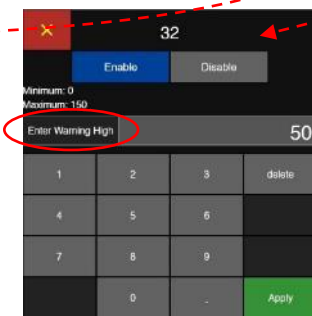 32
Enable Disable
Minimum: 0
Maximum: 150
Enter Warning High 50
1 2 3 delete
4 5 6
7 8 9
0 . Apply